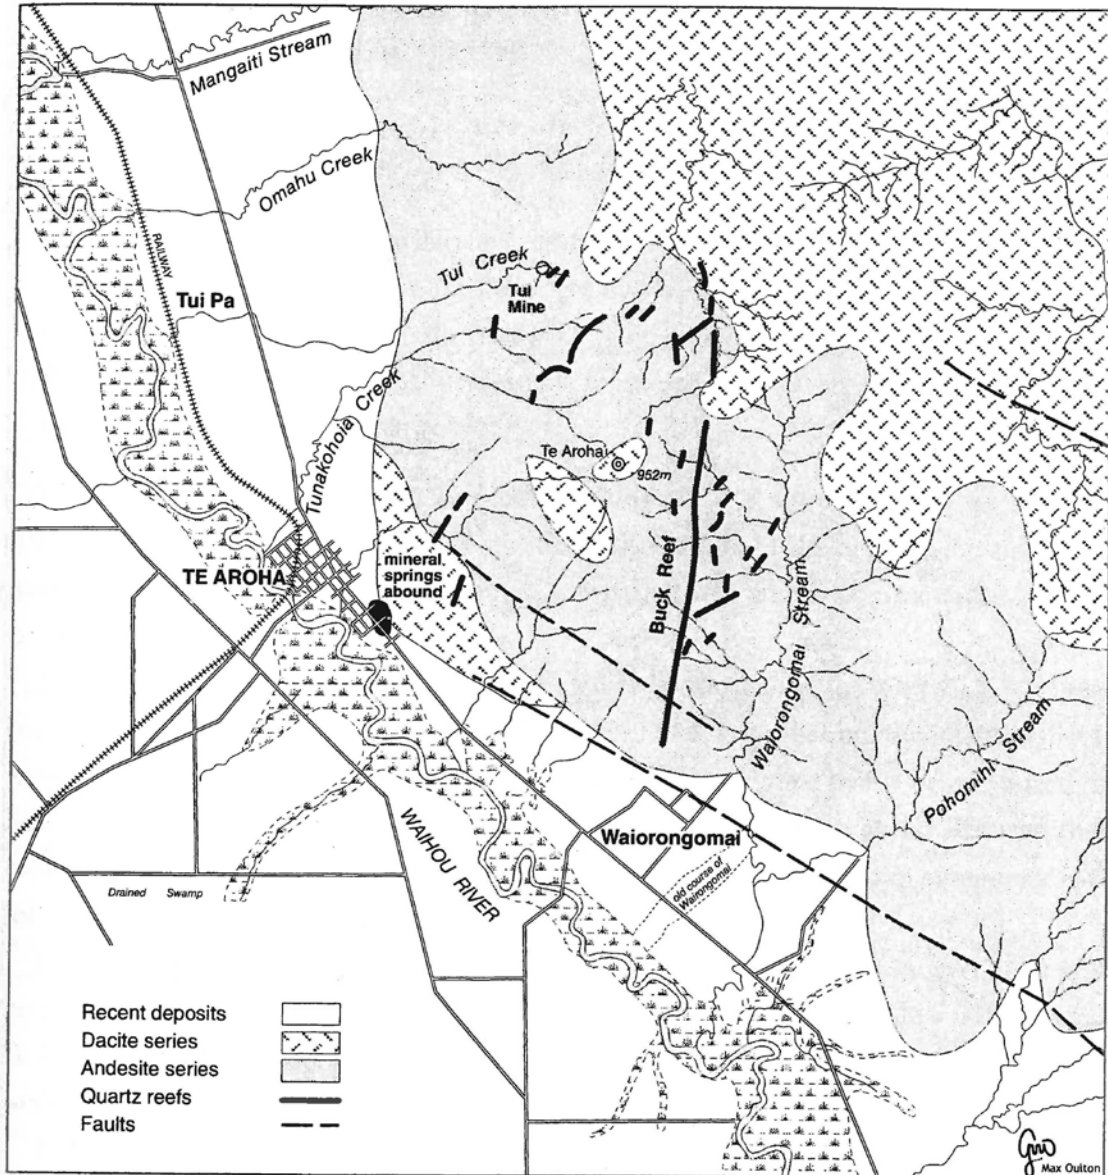 Mangaiti Stream
Omahu Creek
Tui Creek
RAILWAY
Tui Pa
Tui
Mine
Tunakohoia Creek
Te Aroha
952m
Buck Reef
TE AROHA
mineral
springs
abound
Waiorongomai Stream
Pohomihi Stream
WAIHOU RIVER
Waiorongomai
old course of
Wairongomai
Drained Swamp
Recent deposits
Dacite series
Andesite series
Quartz reefs
Faults
Max Oulton